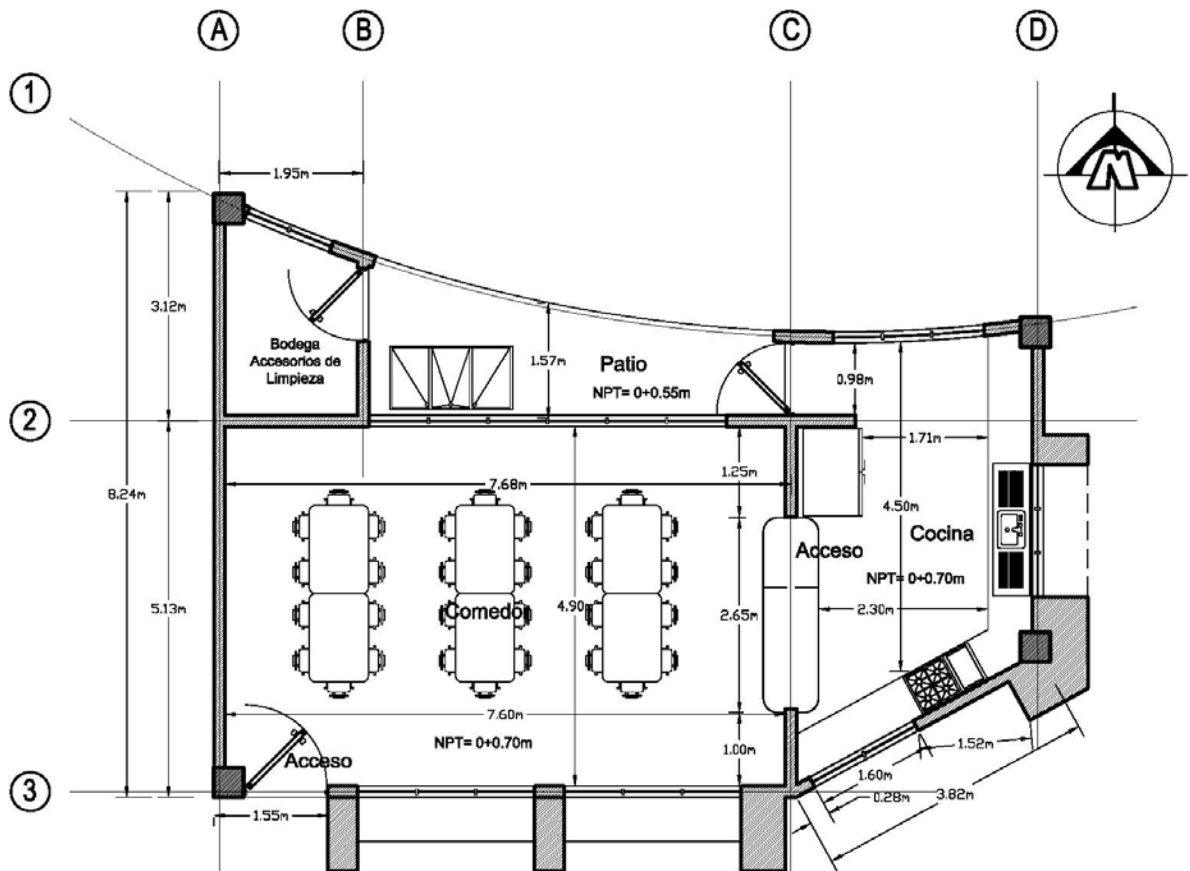 A
B
C
D
1
1.95m
3.12m
Bodega
Accesorios de
Limpieza
1.57m
Patio
NPT= 0+0.55m
0.98m
2
1.71m
1.25m
8.24m
7.68m
4.50m
Acceso
Cocina
NPT= 0+0.70m
5.13m
Comedor
4.90
2.65m
2.30m
7.60m
NPT= 0+0.70m
1.00m
Acceso
1.52m
1.60m
3
0.28m
3.82m
1.55m